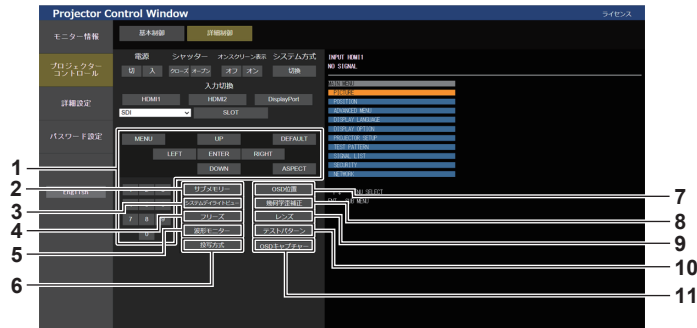 Projector Control Window
ライセンス
モニター情報
プロジェクター
コントロール
詳細設定
パスワード設定
English
基本制御
詳細制御
電源
シャッター
オンスクリーン表示
システム方式
切
入
クローズ
オープン
オフ
オン
切換
入力切換
HDMI1
HDMI2
DisplayPort
SDI
SLOT
MENU
UP
DEFAULT
LEFT
ENTER
RIGHT
DOWN
ASPECT
サブメモリー
OSD位置
システムデイライトビュー
幾何学歪補正
フリーズ
レンズ
波形モニター
テストパターン
投写方式
OSDキャプチャー
7
8
0
INPUT HDMI1
NO SIGNAL
MAIN MENU
PICTURE
POSITION
ADVANCED MENU
DISPLAY LANGUAGE
DISPLAY OPTION
PROJECTOR SETUP
TEST PATTERN
SIGNAL LIST
SECURITY
NETWORK
SELECT
SUB MENU
1
2
3
4
5
6
7
8
9
10
11